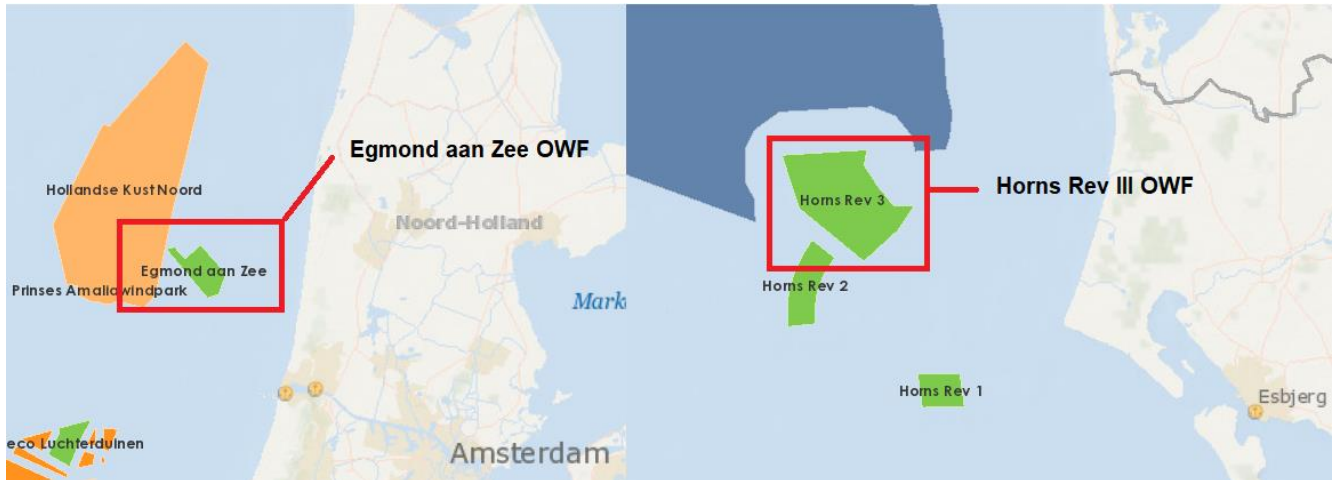 Egmond aan Zee OWF
Hollandse Kust Noord
Noord-Holland
Egmond aan Zee
Prinses Amaliawindpark
Mark
eco Luchterduinen
Amsterdam
Horns Rev III OWF
Horns Rev 3
Horns Rev 2
Horns Rev 1
Esbjerg